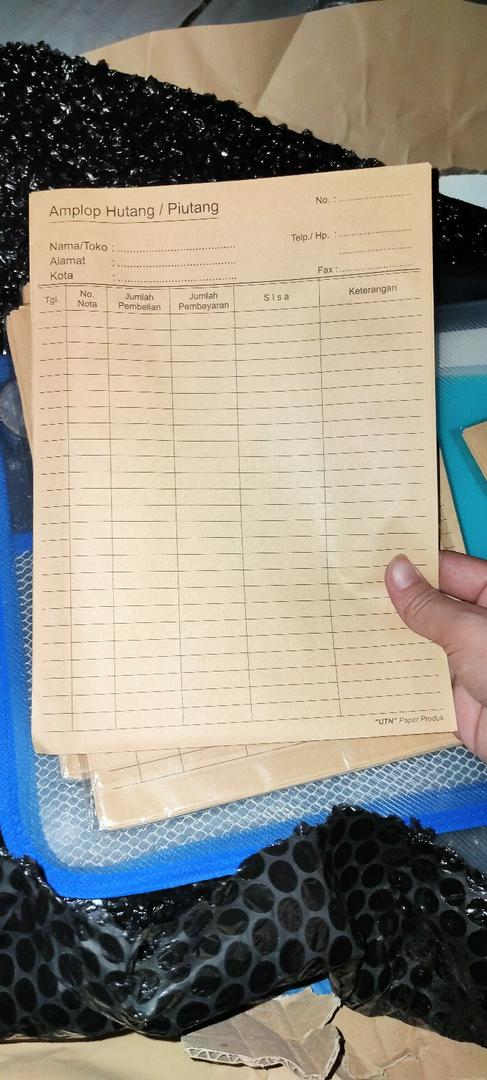 No. :
Amplop Hutang / Piutang
Telp./ Hp. :
Nama/Toko :
Alamat :
Kota :
Fax :
Tgl. No. Nota Jumlah Pembelian Jumlah Pembayaran S i s a Keterangan
"UTN" Paper Produk